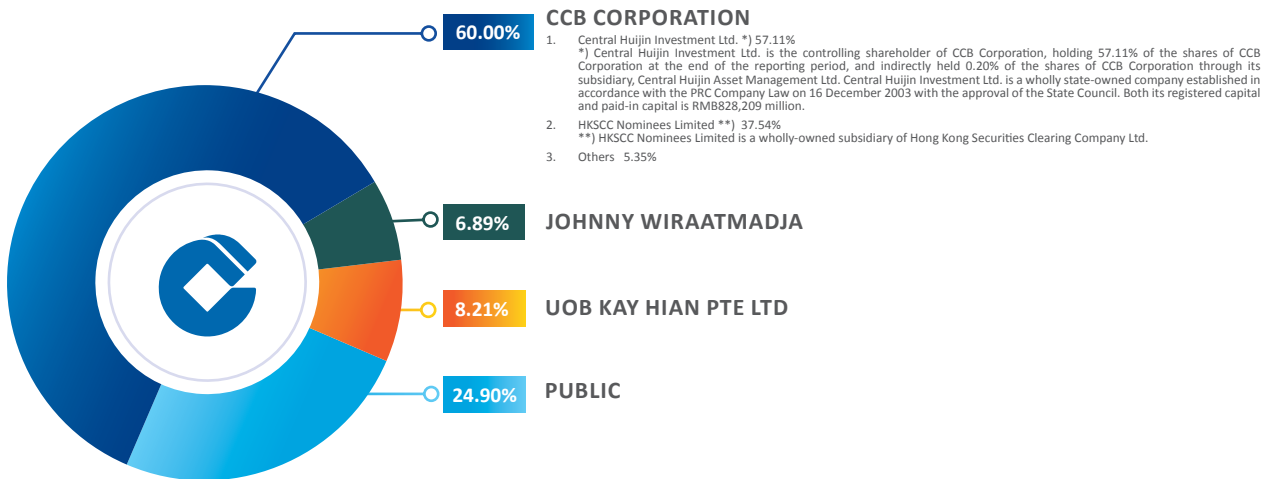 60.00%
CCB CORPORATION
1. Central Huijin Investment Ltd. *) 57.11%
*) Central Huijin Investment Ltd. is the controlling shareholder of CCB Corporation, holding 57.11% of the shares of CCB
Corporation at the end of the reporting period, and indirectly held 0.20% of the shares of CCB Corporation through its
subsidiary, Central Huijin Asset Management Ltd. Central Huijin Investment Ltd. is a wholly state-owned company established in
accordance with the PRC Company Law on 16 December 2003 with the approval of the State Council. Both its registered capital
and paid-in capital is RMB828,209 million.
2. HKSCC Nominees Limited **) 37.54%
**) HKSCC Nominees Limited is a wholly-owned subsidiary of Hong Kong Securities Clearing Company Ltd.
3. Others 5.35%
6.89%
JOHNNY WIRAATMADJA
8.21%
UOB KAY HIAN PTE LTD
24.90%
PUBLIC